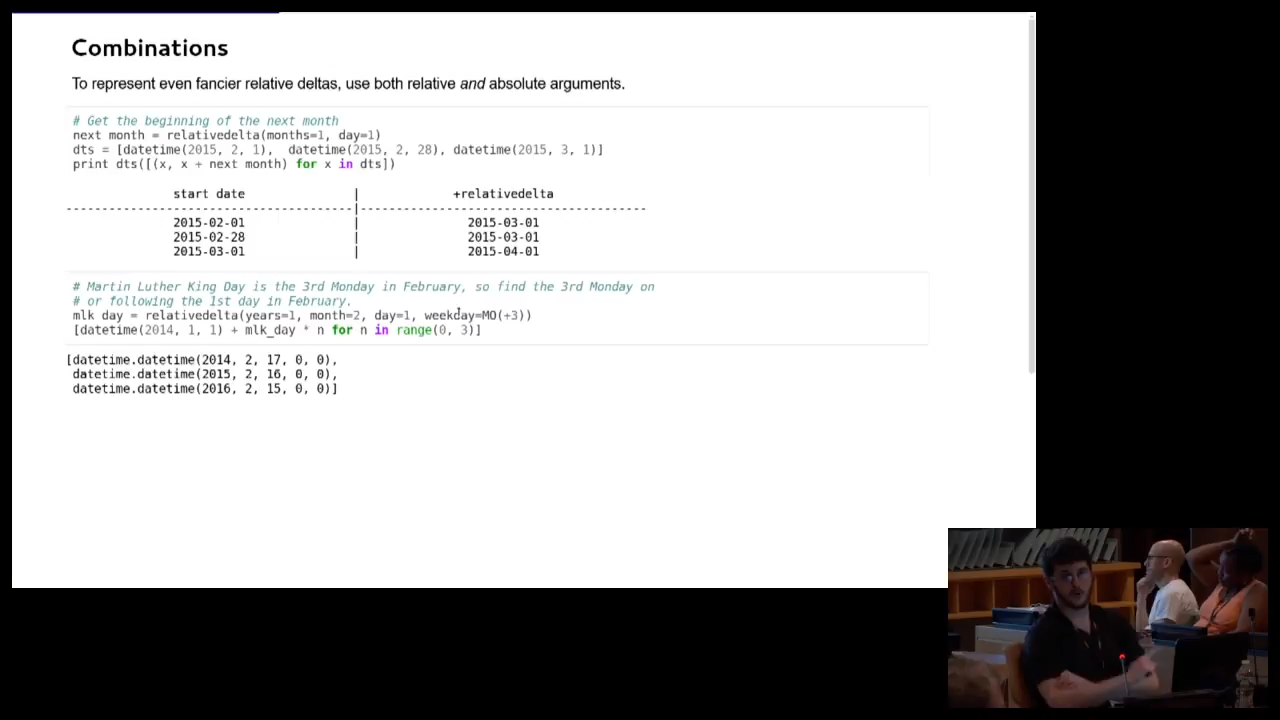 Combinations
To represent even fancier relative deltas, use both relative and absolute arguments.
# Get the beginning of the next month
next_month = relativedelta(months=1, day=1)
dts = [datetime(2015, 2, 1), datetime(2015, 2, 28), datetime(2015, 3, 1)]
print_dts([(x, x + next_month) for x in dts])
start date | +relativedelta
----------------------------------------|----------------------------------------
2015-02-01 | 2015-03-01
2015-02-28 | 2015-03-01
2015-03-01 | 2015-04-01
# Martin Luther King Day is the 3rd Monday in February, so find the 3rd Monday on
# or following the 1st day in February.
mlk_day = relativedelta(years=1, month=2, day=1, weekday=MO(+3))
[datetime(2014, 1, 1) + mlk_day * n for n in range(0, 3)]
[datetime.datetime(2014, 2, 17, 0, 0),
datetime.datetime(2015, 2, 16, 0, 0),
datetime.datetime(2016, 2, 15, 0, 0)]